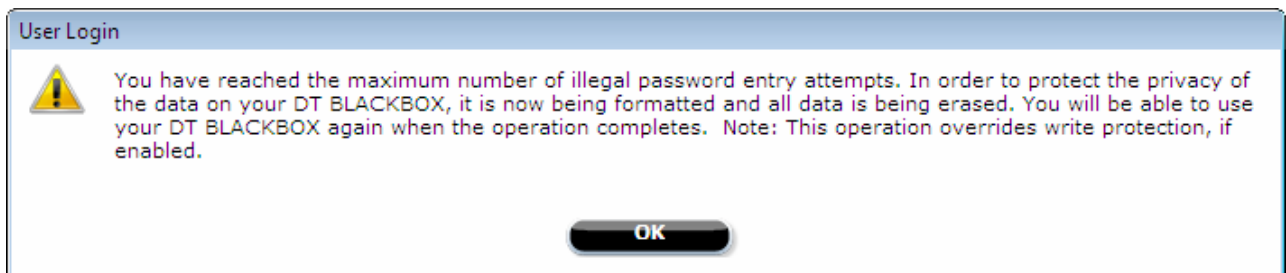 User Login
You have reached the maximum number of illegal password entry attempts. In order to protect the privacy of
the data on your DT BLACKBOX, it is now being formatted and all data is being erased. You will be able to use
your DT BLACKBOX again when the operation completes.  Note: This operation overrides write protection, if
enabled.
OK